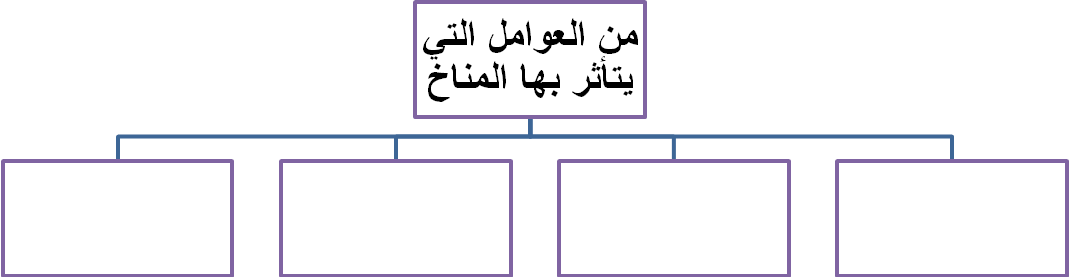 من العوامل التي
يتأثر بها المناخ